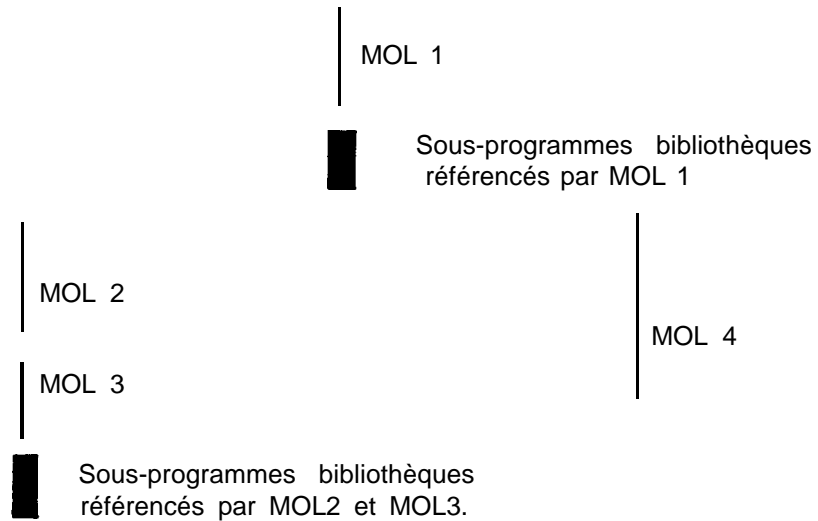 MOL 1
Sous-programmes bibliothèques
référencés par MOL 1
MOL 2
MOL 4
MOL 3
Sous-programmes bibliothèques
référencés par MOL2 et MOL3.